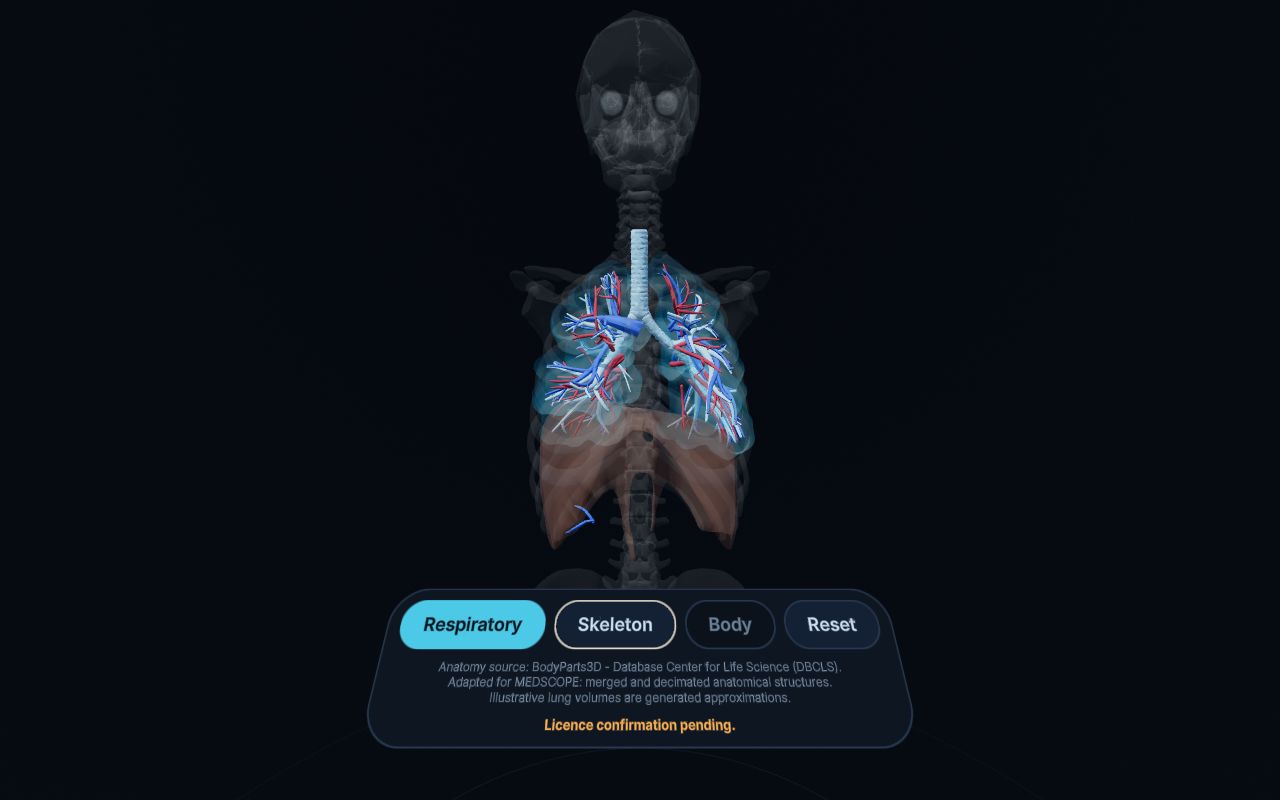 Respiratory Skeleton Body Reset
Anatomy source: BodyParts3D - Database Center for Life Science (DBCLS).
Adapted for MEDSCOPE: merged and decimated anatomical structures.
Illustrative lung volumes are generated approximations.
Licence confirmation pending.